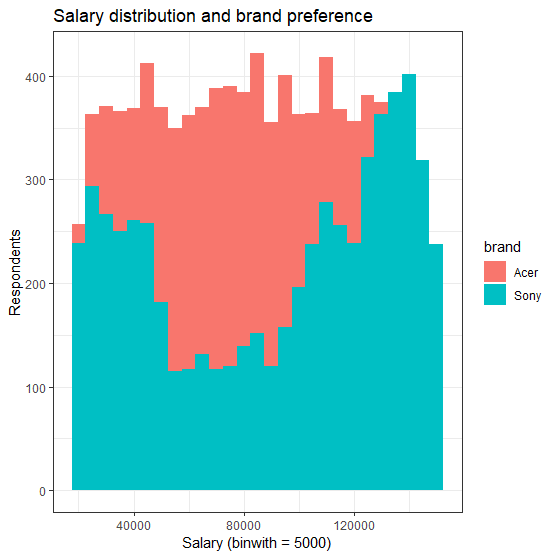 Salary distribution and brand preference
400
300
200
100
0
Respondents
40000
80000
120000
Salary (binwith = 5000)
brand
Acer
Sony